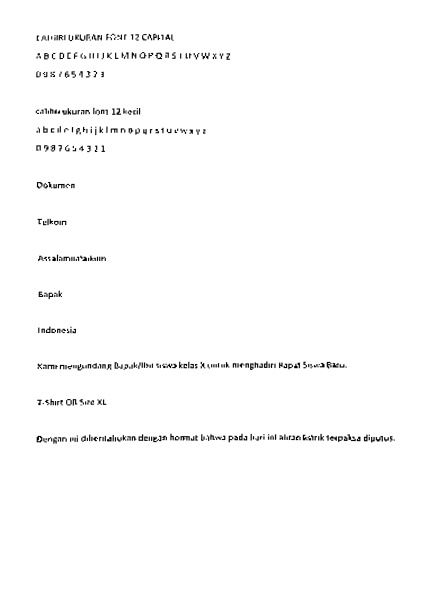 CALIBRI UKURAN FONT 12 CAPITAL
A B C D E F G H I J K L M N O P Q R S T U V W X Y Z
0 9 8 7 6 5 4 3 2 1
calibri ukuran font 12 kecil
a b c d e f g h i j k l m n o p q r s t u v w x y z
0 9 8 7 6 5 4 3 2 1
Dokumen
Telkom
Assalamu'alaikum
Bapak
Indonesia
Kami mengundang Bapak/Ibu siswa kelas X untuk menghadiri Rapat Siswa Baru.
T-Shirt OB Size XL
Dengan ini diberitahukan dengan hormat bahwa pada hari ini aliran listrik terpaksa diputus.